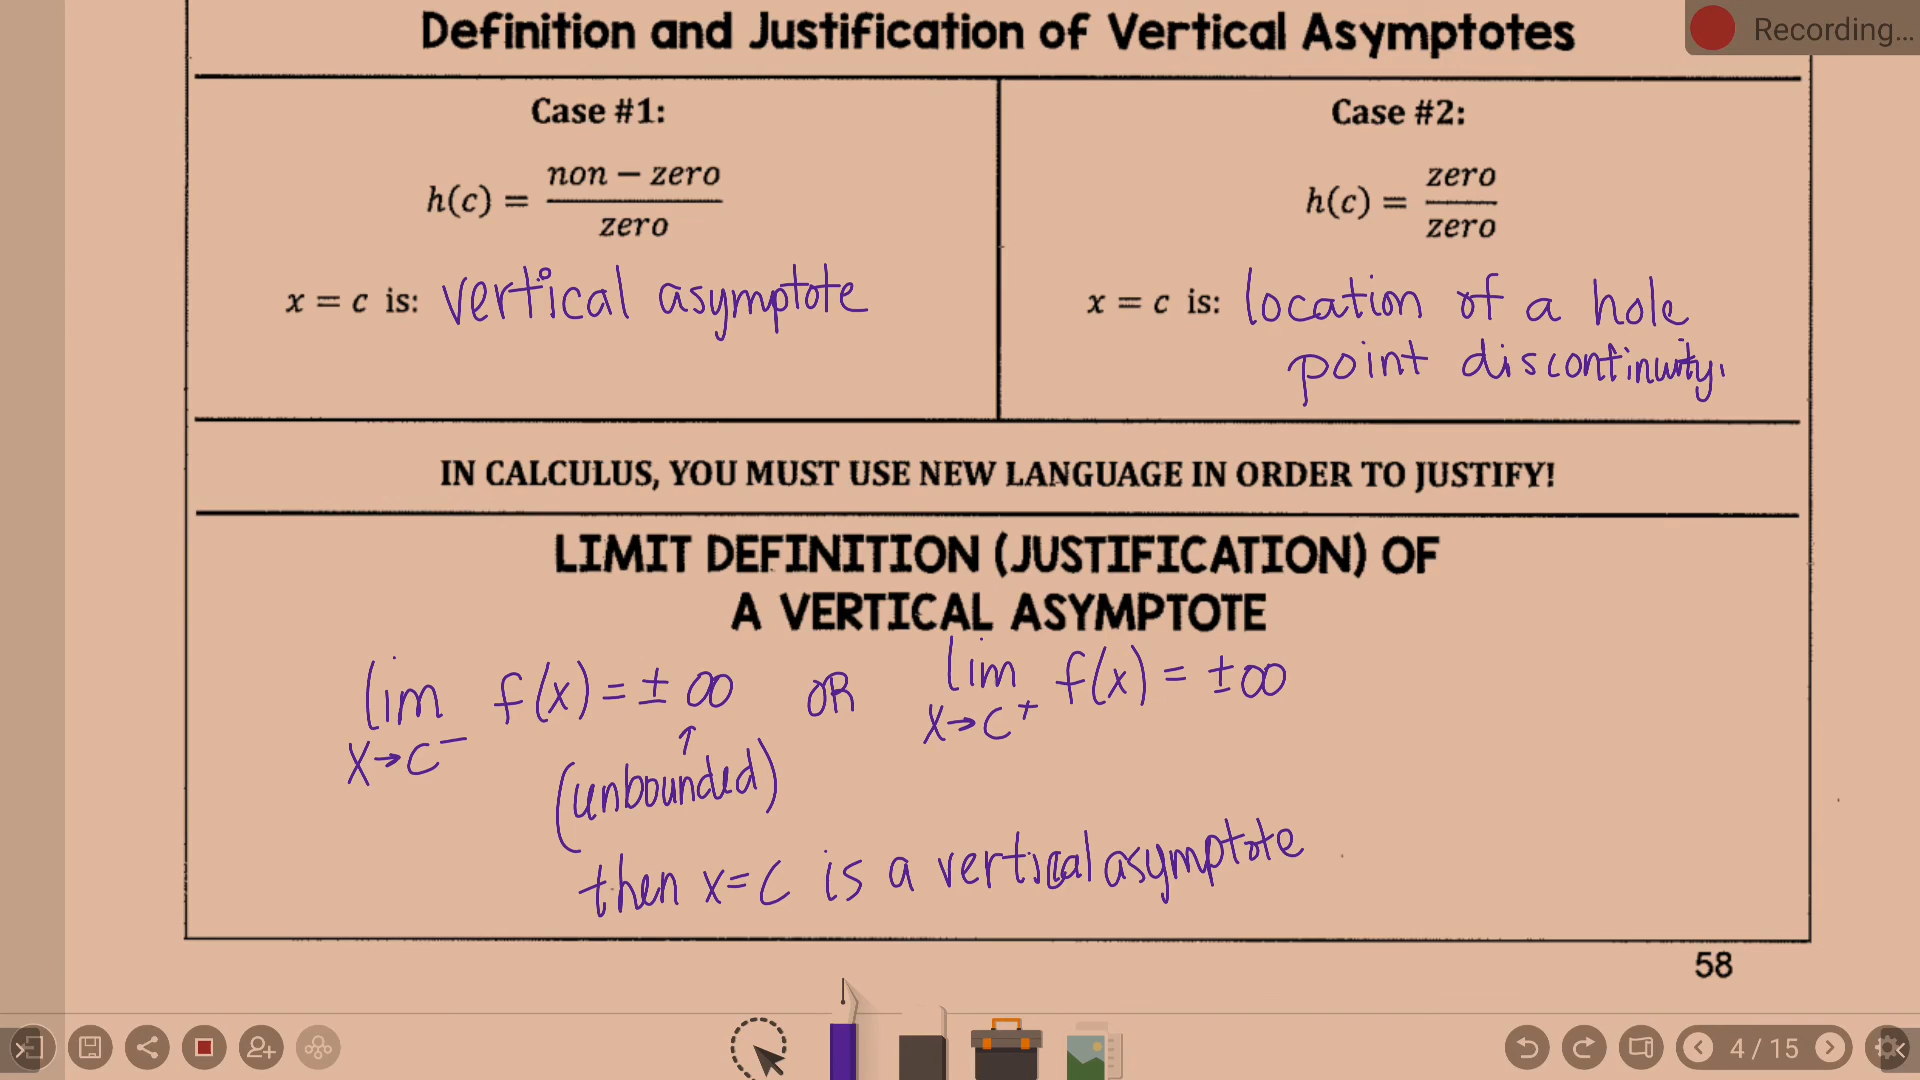 Definition and Justification of Vertical Asymptotes
Recording...
Case #1:
h(c) = non − zero / zero
x = c is: vertical asymptote
Case #2:
h(c) = zero / zero
x = c is: location of a hole
point discontinuity.
IN CALCULUS, YOU MUST USE NEW LANGUAGE IN ORDER TO JUSTIFY!
LIMIT DEFINITION (JUSTIFICATION) OF
A VERTICAL ASYMPTOTE
lim x→c⁻ f(x) = ± ∞ OR lim x→c⁺ f(x) = ±∞
↑
(unbounded)
then x=c is a vertical asymptote
58
4 / 15